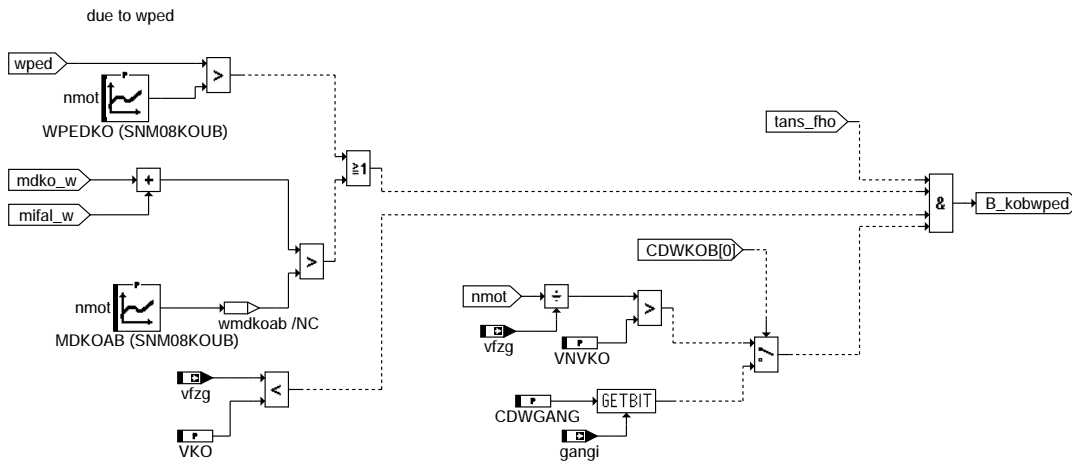 due to wped
wped
P
>
nmot
WPEDKO (SNM08KOUB)
tans_fho
mdko_w
+
≧1
mifal_w
&
B_kobwped
>
CDWKOB[0]
P
nmot
nmot
÷
>
wmdkoab /NC
MDKOAB (SNM08KOUB)
vfzg
P
VNVKO
vfzg
<
P
CDWGANG
GETBIT
P
VKO
gangi